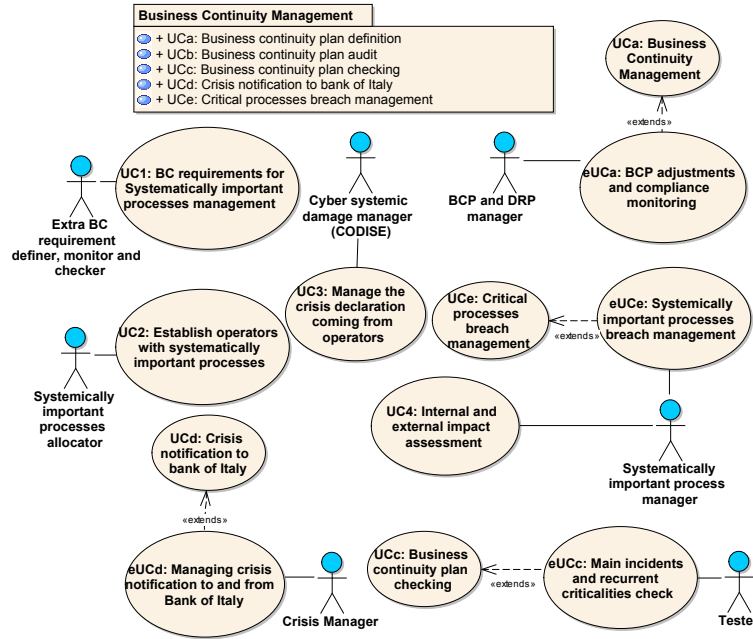 Business Continuity Management
+ UCa: Business continuity plan definition
+ UCb: Business continuity plan audit
+ UCc: Business continuity plan checking
+ UCd: Crisis notification to bank of Italy
+ UCe: Critical processes breach management
UCa: Business
Continuity
Management
«extends»
UC1: BC requirements for
Systematically important
processes management
Extra BC
requirement
definer, monitor and
checker
Cyber systemic
damage manager
(CODISE)
BCP and DRP
manager
eUCa: BCP adjustments
and compliance
monitoring
UC3: Manage the
crisis declaration
coming from
operators
UCe: Critical
processes
breach
management
«extends»
eUCe: Systemically
important processes
breach management
UC2: Establish operators
with systematically
important processes
Systemically
important
processes
allocator
UC4: Internal and
external impact
assessment
Systematically
important process
manager
UCd: Crisis
notification to
bank of Italy
«extends»
eUCd: Managing crisis
notification to and from
Bank of Italy
Crisis Manager
UCc: Business
continuity plan
checking
«extends»
eUCc: Main incidents
and recurrent
criticalities check
Teste